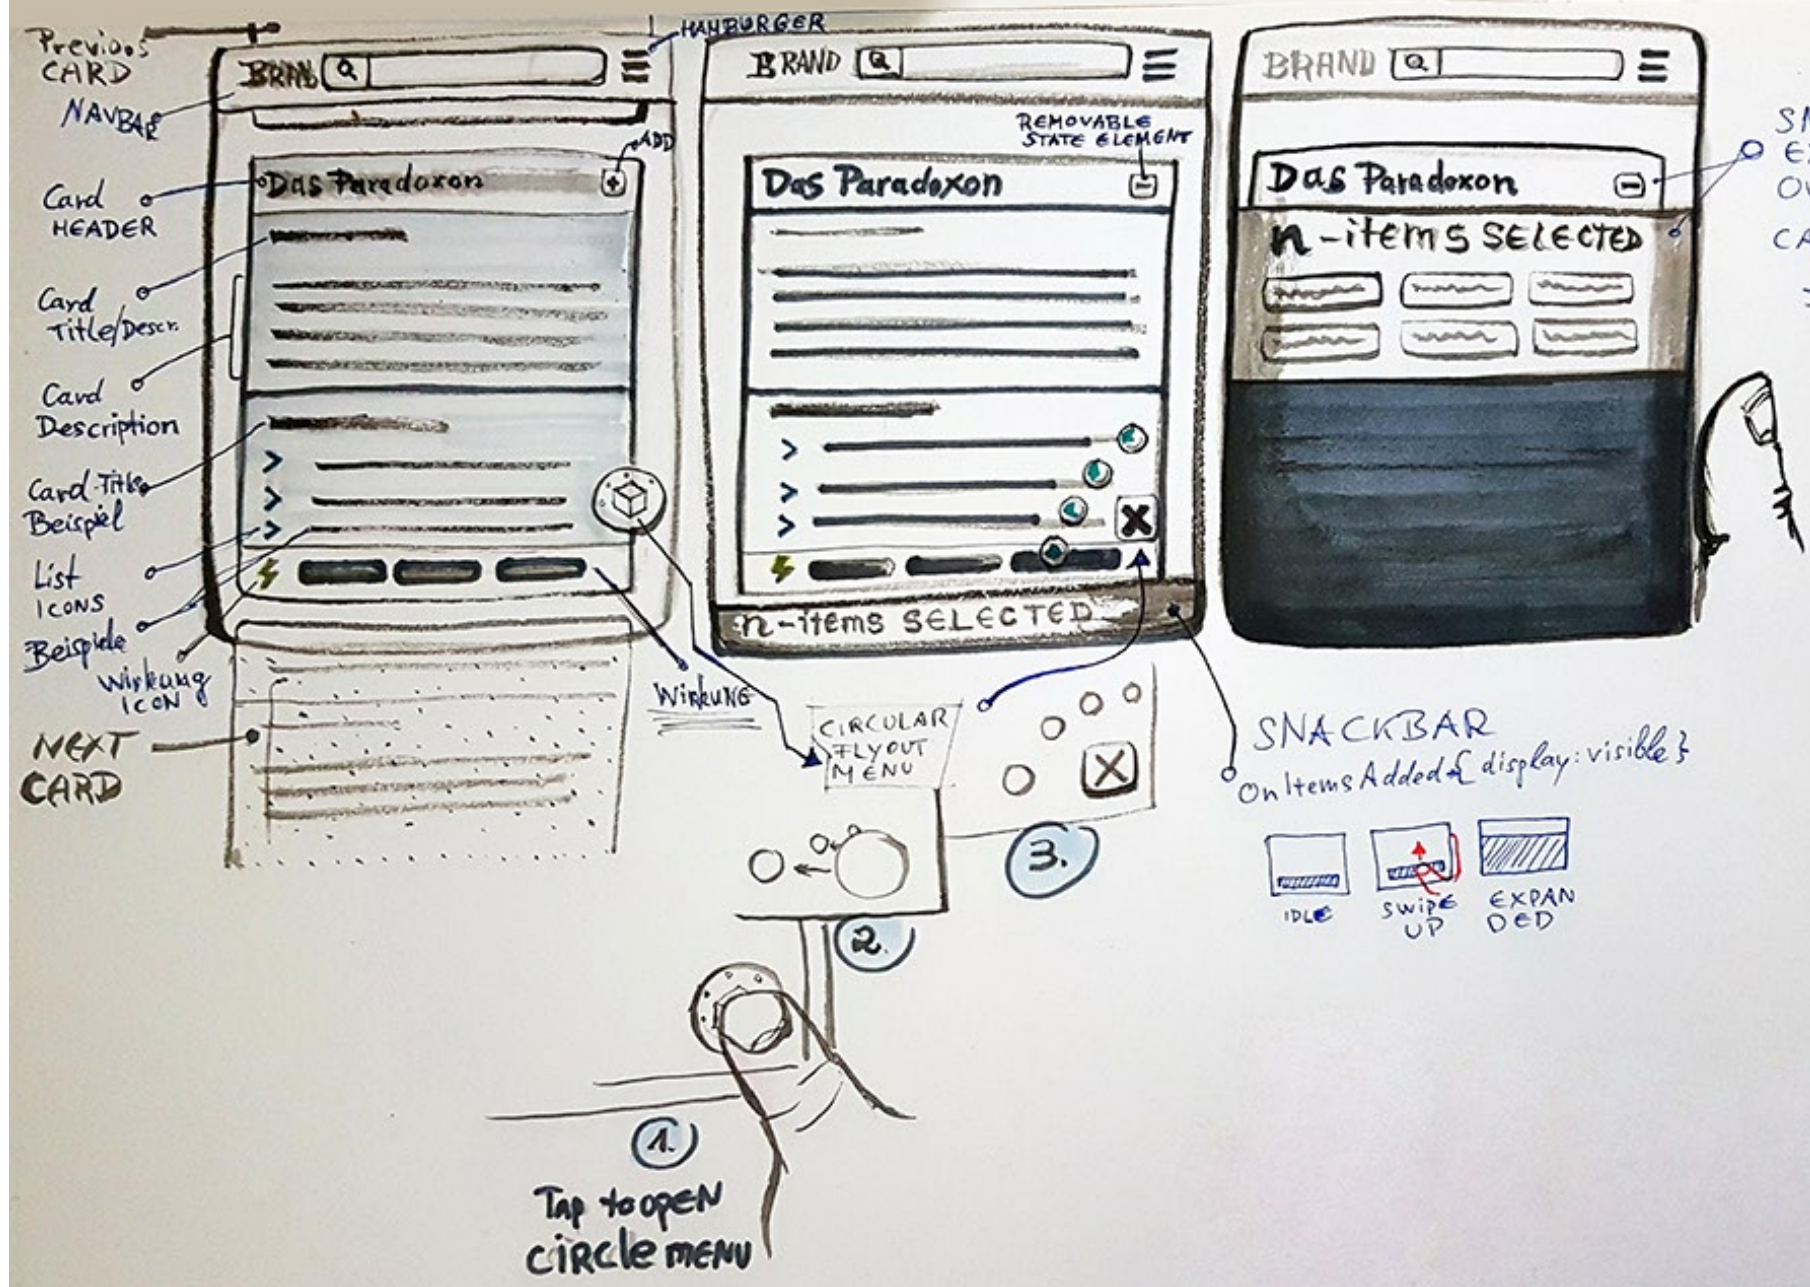 Previous
CARD
NAVBAR
Card
HEADER
Card
Title/Descr.
Card
Description
Card-Title
Beispiel
List
ICONS
Beispiele
Wirkung
ICON
NEXT
CARD
HAMBURGER
BRAND
ADD
Das Paradoxon
WIRKUNG
BRAND
REMOVABLE
STATE ELEMENT
Das Paradoxon
n-items SELECTED
BRAND
Das Paradoxon
n-items SELECTED
CIRCULAR
FLYOUT
MENU
3.
2.
1.
Tap to open
circle MENU
SNACKBAR
On Items Added { display: visible }
IDLE
SWIPE
UP
EXPAN
DED